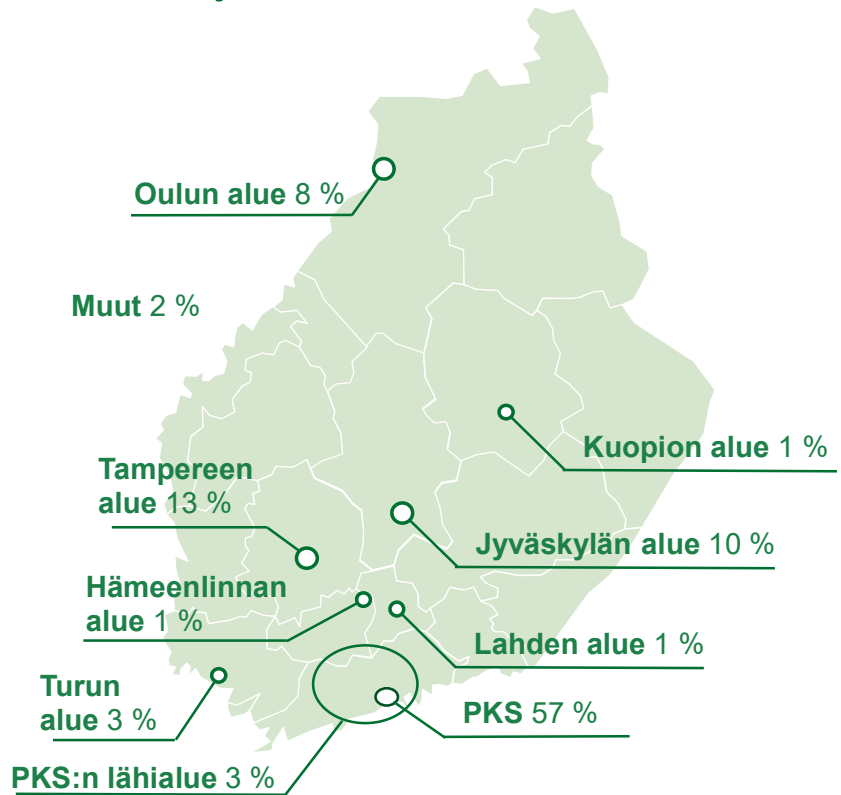 Oulun alue 8 %
Muut 2 %
Kuopion alue 1 %
Tampereen
alue 13 %
Jyväskylän alue 10 %
Hämeenlinnan
alue 1 %
Lahden alue 1 %
Turun
alue 3 %
PKS 57 %
PKS:n lähialue 3 %